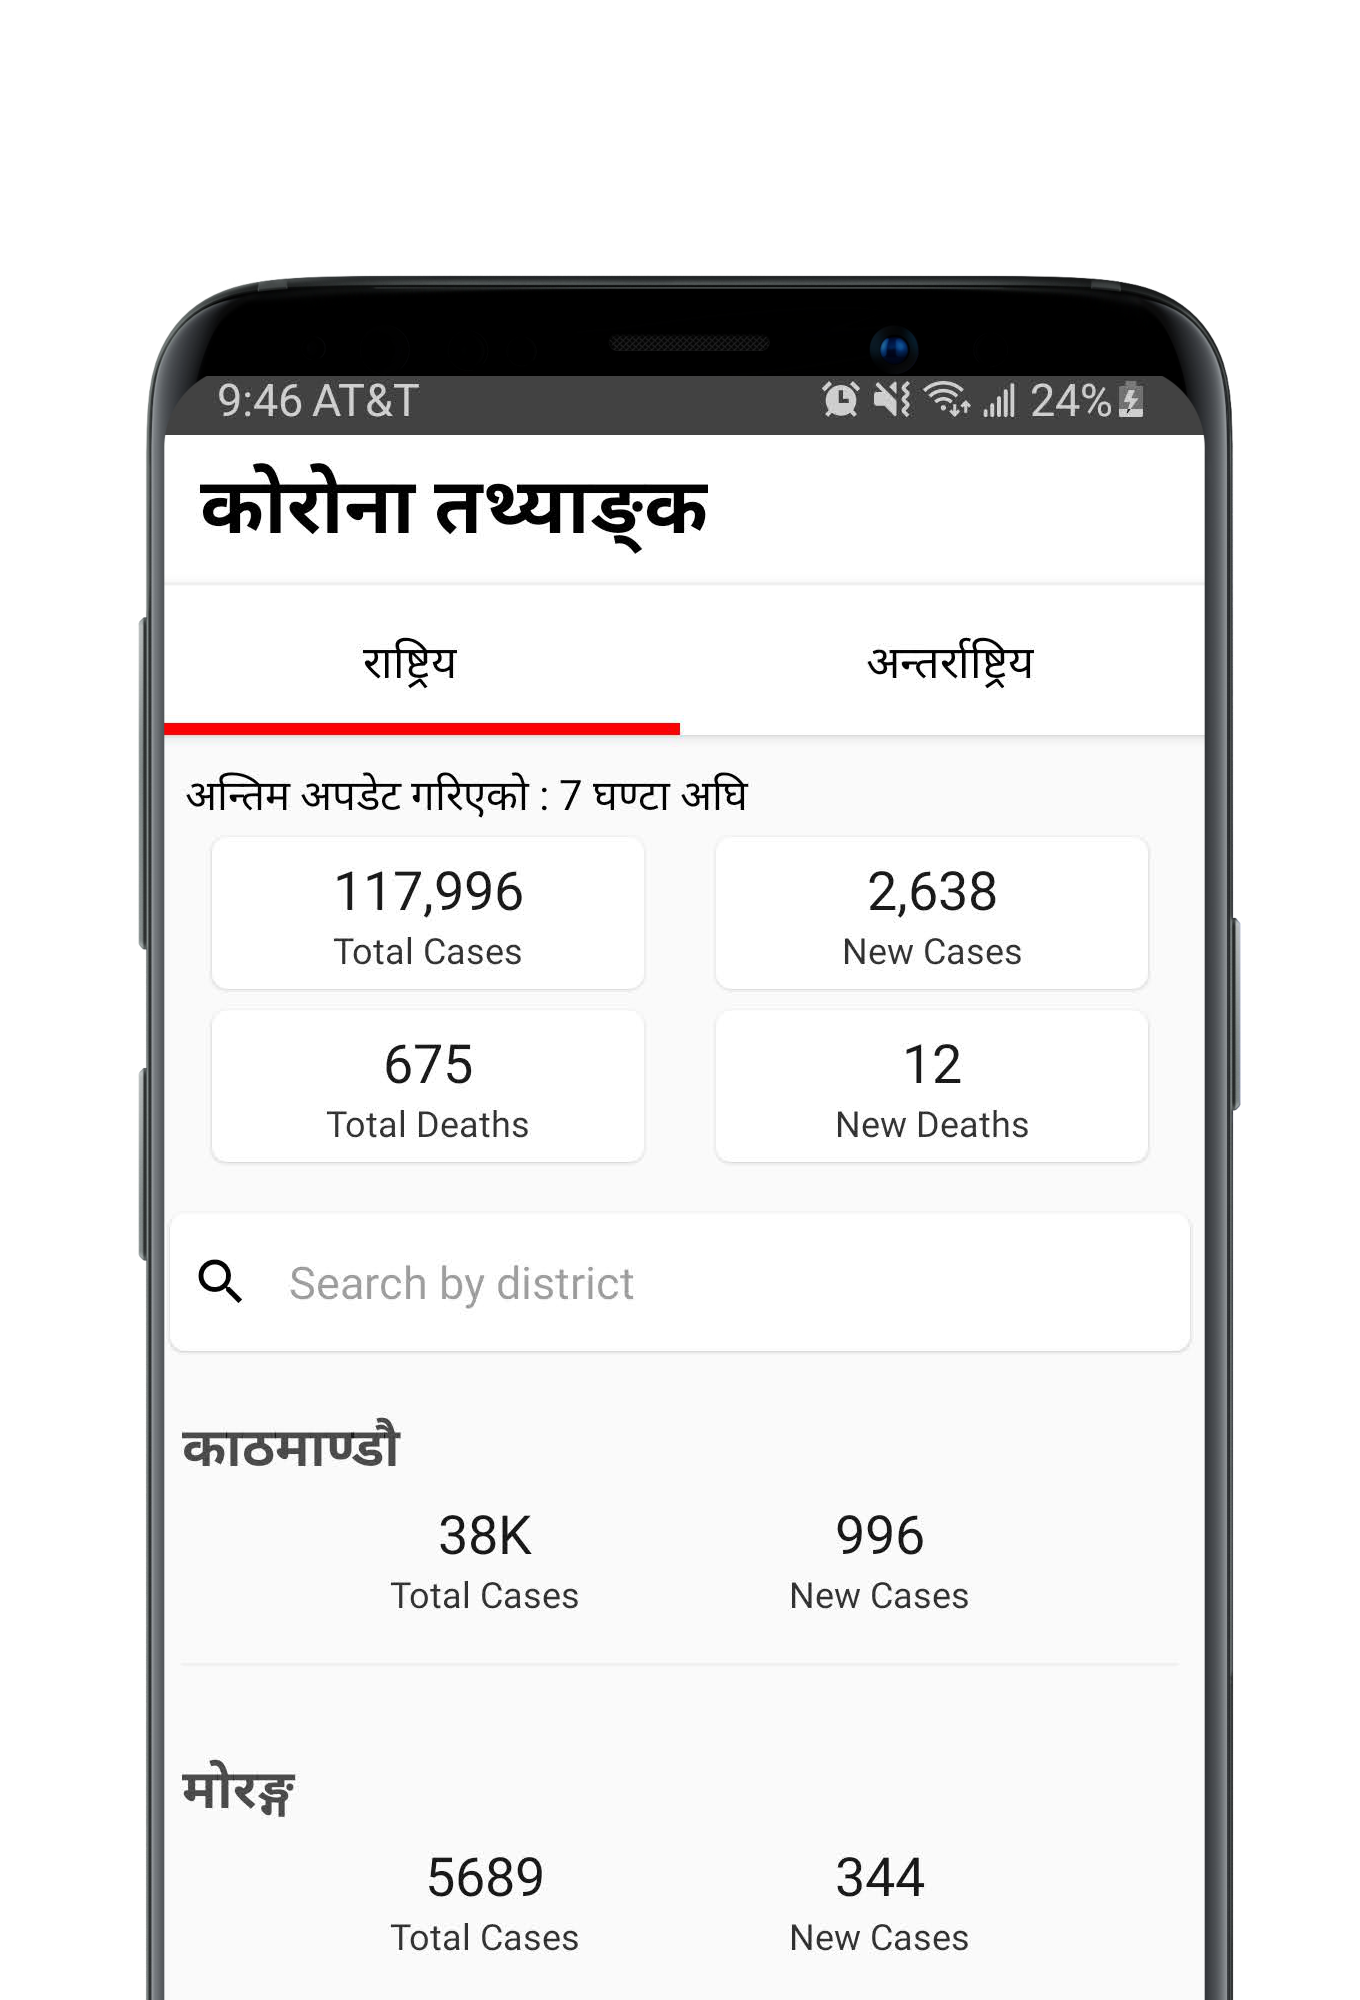 9:46 AT&T 24%
कोरोना तथ्याङ्क
राष्ट्रिय अन्तर्राष्ट्रिय
अन्तिम अपडेट गरिएको : 7 घण्टा अघि
117,996 2,638
Total Cases New Cases
675 12
Total Deaths New Deaths
Search by district
काठमाण्डौ
38K 996
Total Cases New Cases
मोरङ्ग
5689 344
Total Cases New Cases